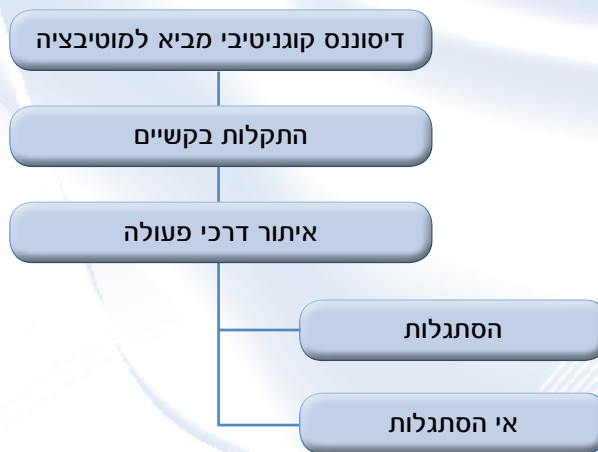 דיסוננס קוגניטיבי מביא למוטיבציה
התקלות בקשיים
איתור דרכי פעולה
הסתגלות
אי הסתגלות